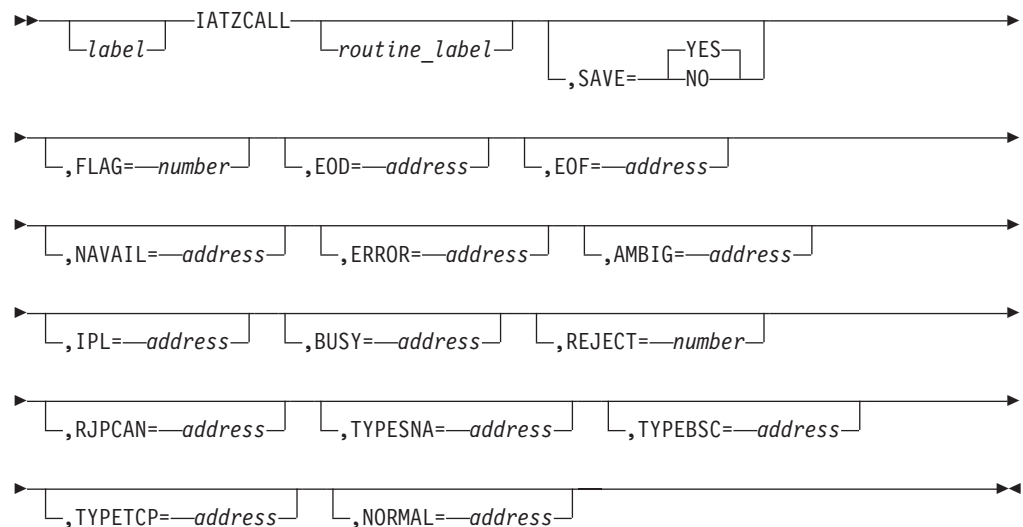 IATZCALL
label routine_label YES
,SAVE= NO
,FLAG= number ,EOD= address ,EOF= address
,NAVAIL= address ,ERROR= address ,AMBIG= address
,IPL= address ,BUSY= address ,REJECT= number
,RJPCAN= address ,TYPESNA= address ,TYPEBSC= address
,TYPETCP= address ,NORMAL= address